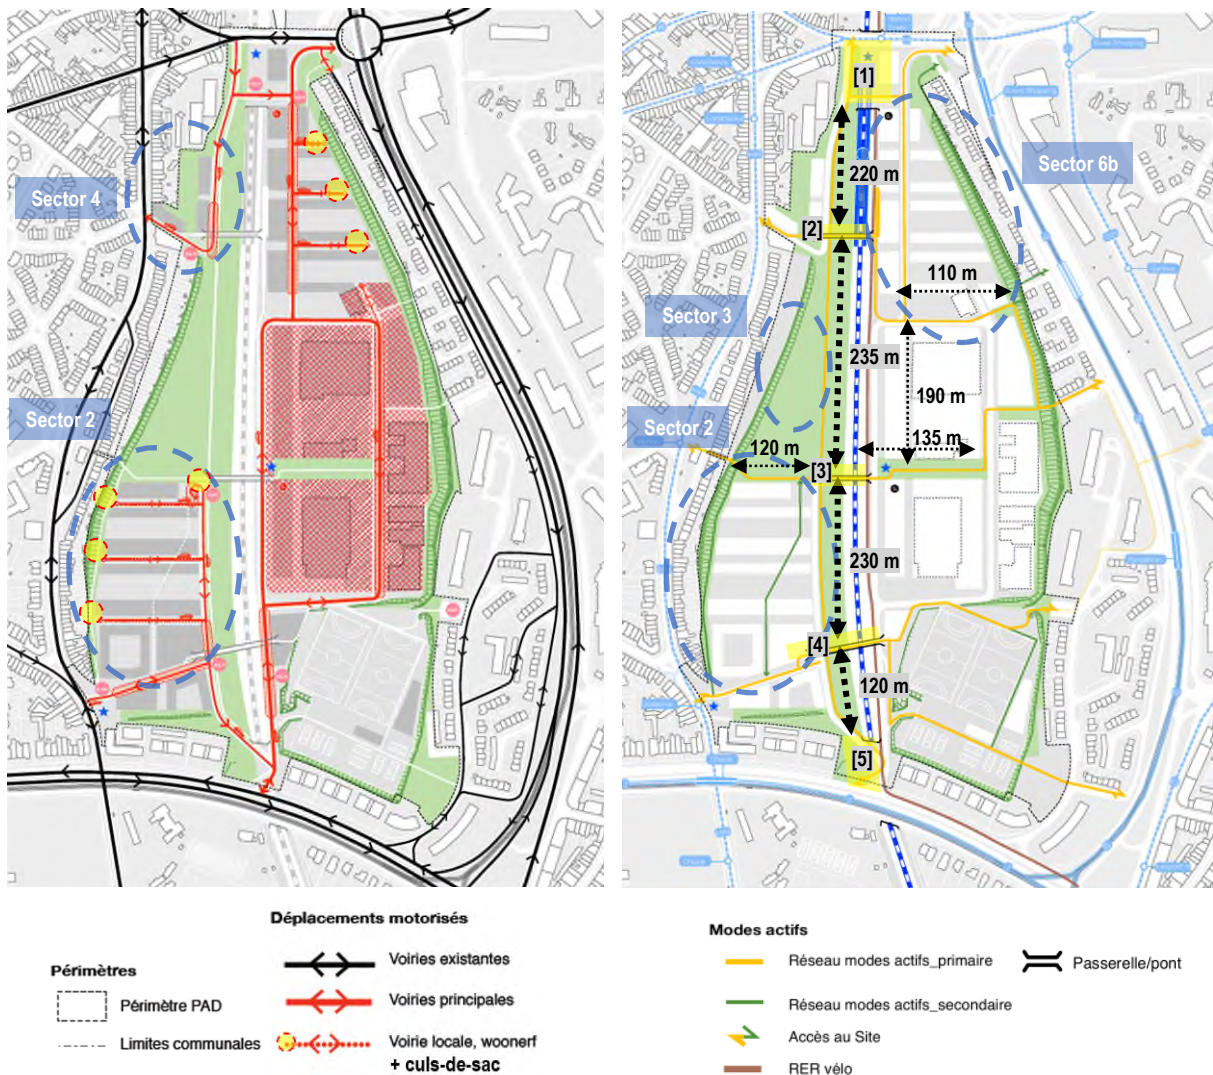 Sector 4
Sector 2
[1]
220 m
Sector 6b
[2]
110 m
Sector 3
235 m
190 m
Sector 2
120 m
135 m
[3]
230 m
[4]
120 m
[5]
Déplacements motorisés
Périmètres
Périmètre PAD
Limites communales
Voiries existantes
Voiries principales
Voirie locale, woonerf
+ culs-de-sac
Modes actifs
Réseau modes actifs_primaire
Passerelle/pont
Réseau modes actifs_secondaire
Accès au Site
RER vélo